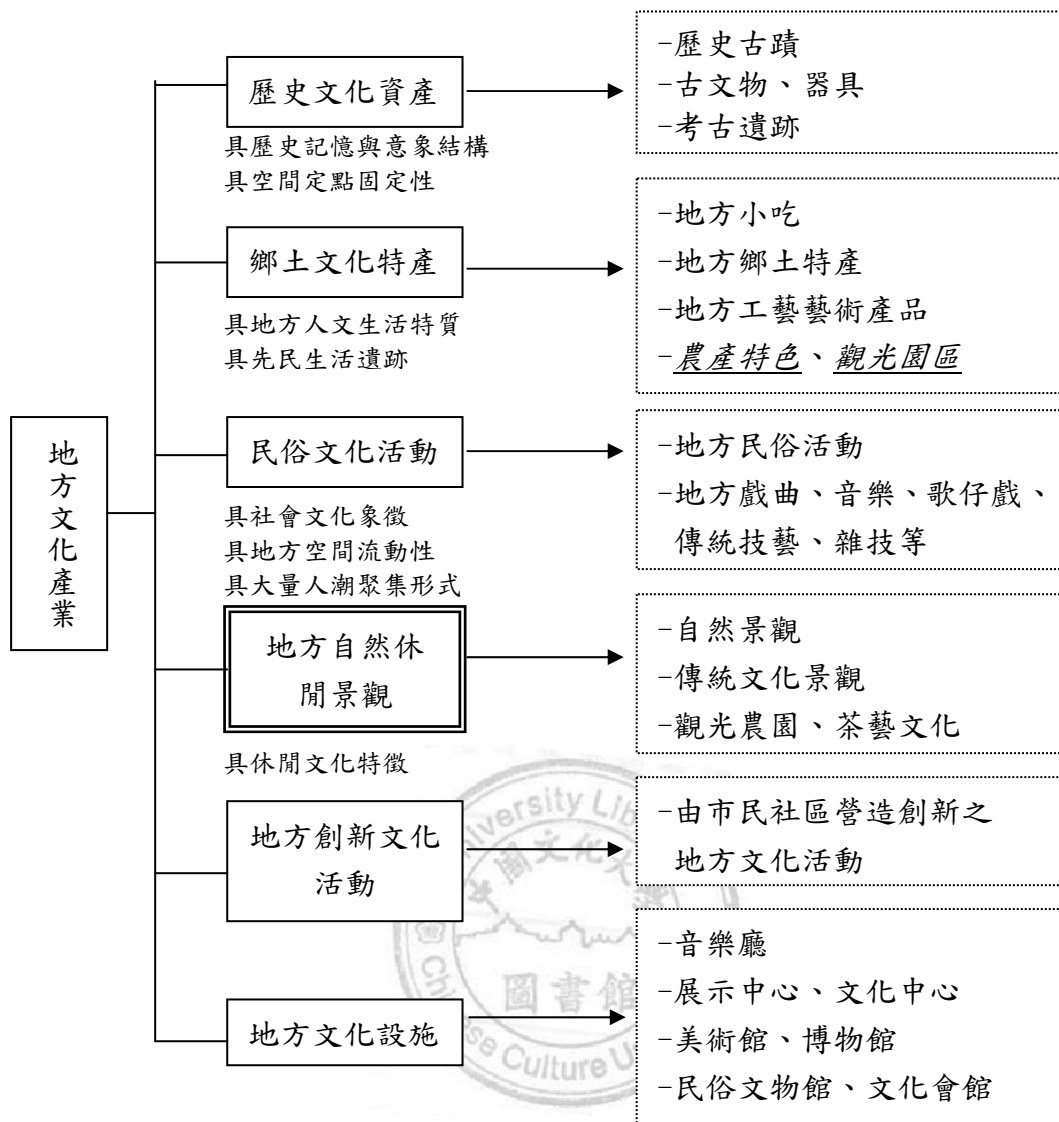 地方文化產業
歷史文化資產
具歷史記憶與意象結構
具空間定點固定性
-歷史古蹟
-古文物、器具
-考古遺跡
鄉土文化特產
具地方人文生活特質
具先民生活遺跡
-地方小吃
-地方鄉土特產
-地方工藝藝術產品
-農產特色、觀光園區
民俗文化活動
具社會文化象徵
具地方空間流動性
具大量人潮聚集形式
-地方民俗活動
-地方戲曲、音樂、歌仔戲、
傳統技藝、雜技等
地方自然休
閒景觀
具休閒文化特徵
-自然景觀
-傳統文化景觀
-觀光農園、茶藝文化
地方創新文化
活動
-由市民社區營造創新之
地方文化活動
地方文化設施
-音樂廳
-展示中心、文化中心
-美術館、博物館
-民俗文物館、文化會館
圖書館